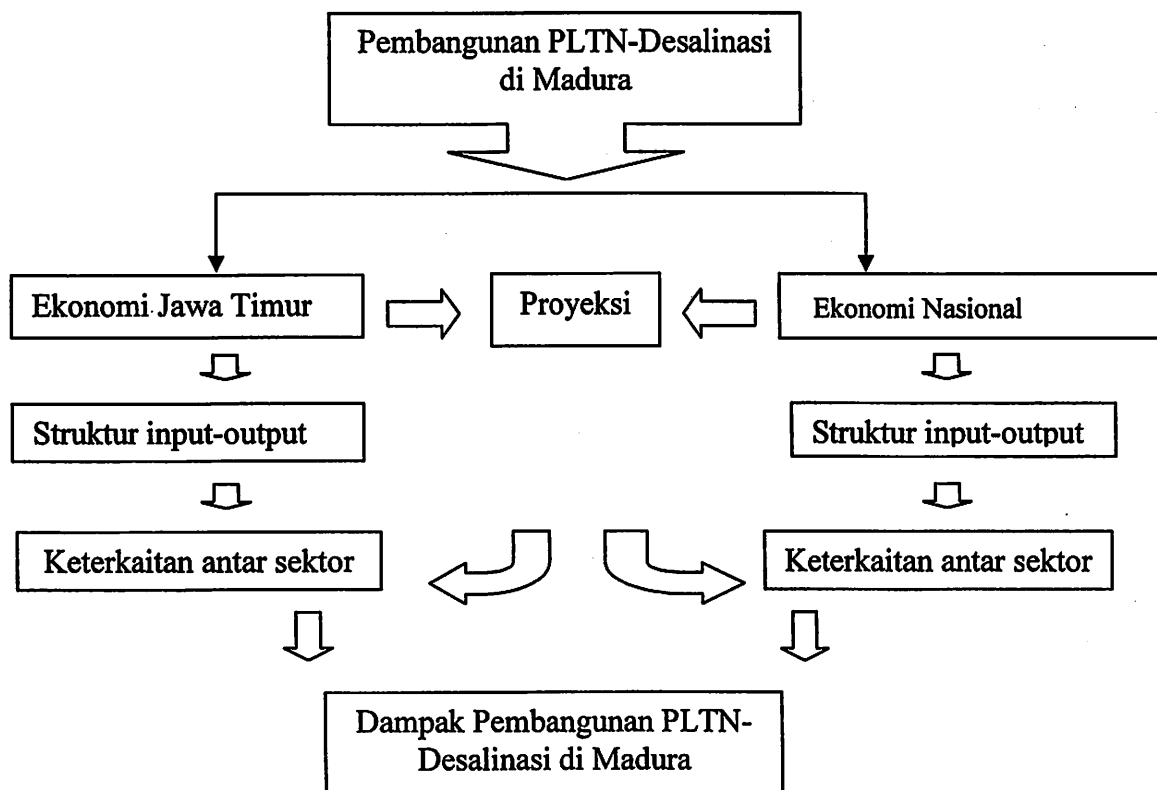 Pembangunan PLTN-Desalinasi
di Madura
Ekonomi Jawa Timur
Proyeksi
Ekonomi Nasional
Struktur input-output
Struktur input-output
Keterkaitan antar sektor
Keterkaitan antar sektor
Dampak Pembangunan PLTN-
Desalinasi di Madura